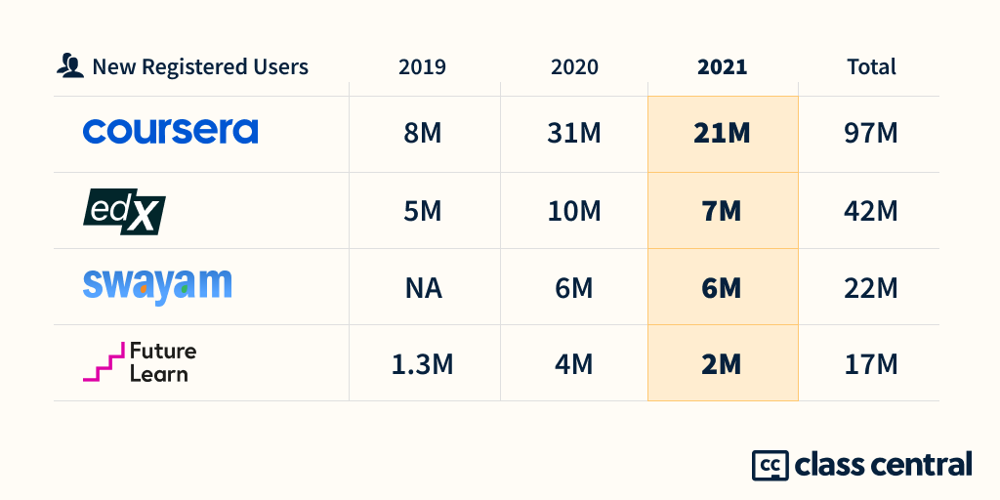 New Registered Users 2019 2020 2021 Total
coursera 8M 31M 21M 97M
edX 5M 10M 7M 42M
swayam NA 6M 6M 22M
Future
Learn 1.3M 4M 2M 17M
cc class central